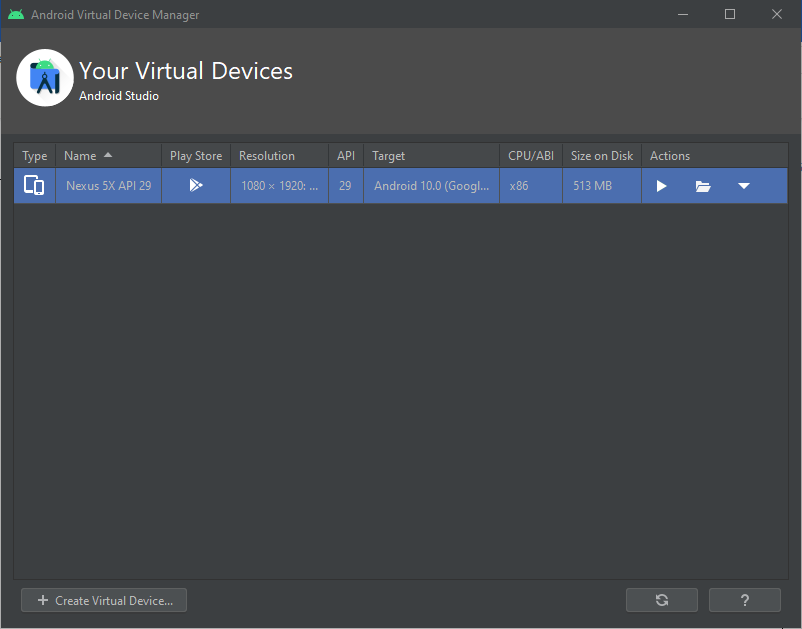 Android Virtual Device Manager
Your Virtual Devices
Android Studio
Type Name Play Store Resolution API Target CPU/ABI Size on Disk Actions
Nexus 5X API 29 1080 × 1920: ... 29 Android 10.0 (Googl... x86 513 MB
+ Create Virtual Device... ?